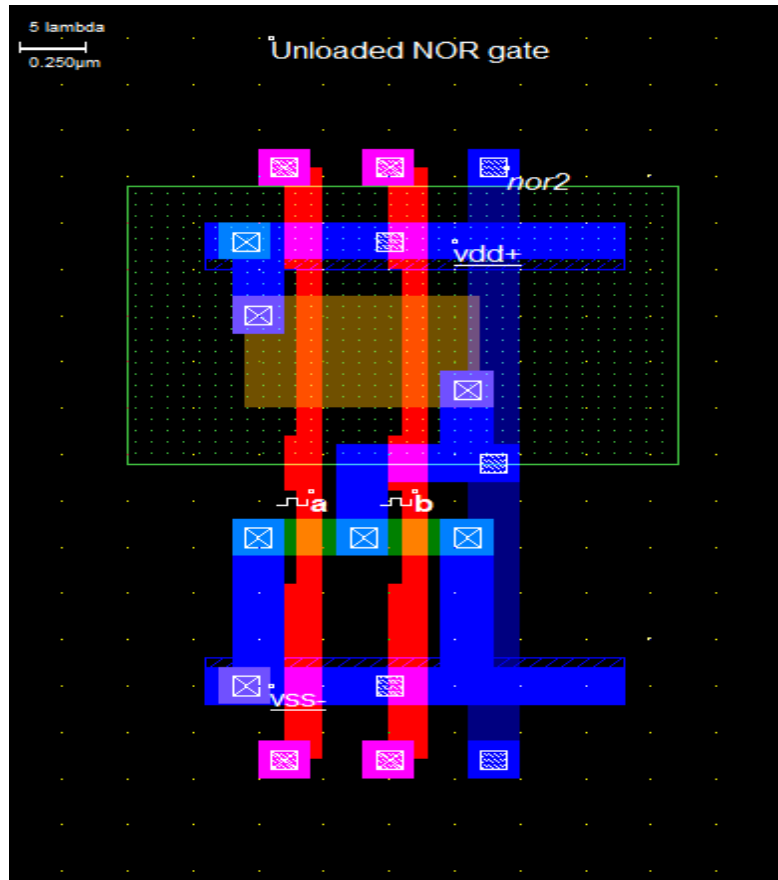 5 lambda
0.250µm
Unloaded NOR gate
nor2
vdd+
a
b
vss-